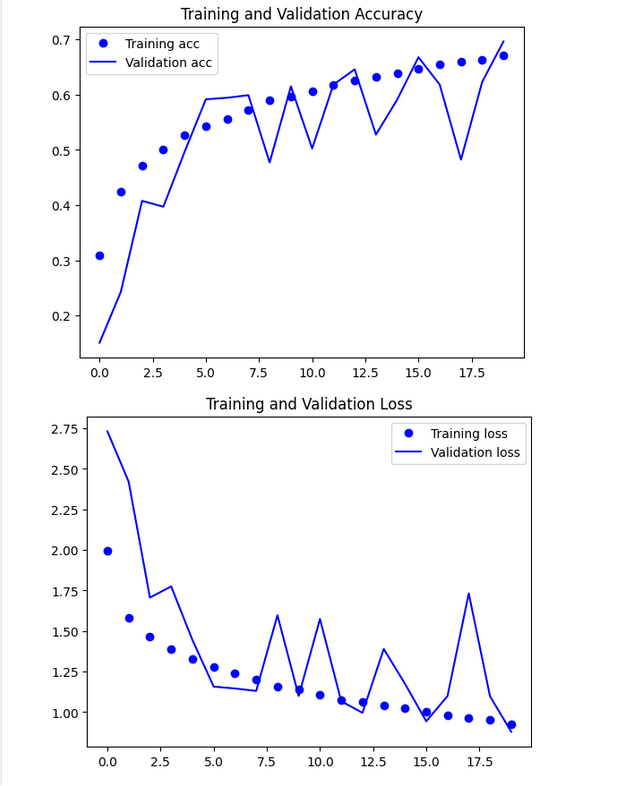 Training and Validation Accuracy
0.7
0.6
0.5
0.4
0.3
0.2
Training acc
Validation acc
0.0 2.5 5.0 7.5 10.0 12.5 15.0 17.5
Training and Validation Loss
2.75
2.50
2.25
2.00
1.75
1.50
1.25
1.00
Training loss
Validation loss
0.0 2.5 5.0 7.5 10.0 12.5 15.0 17.5